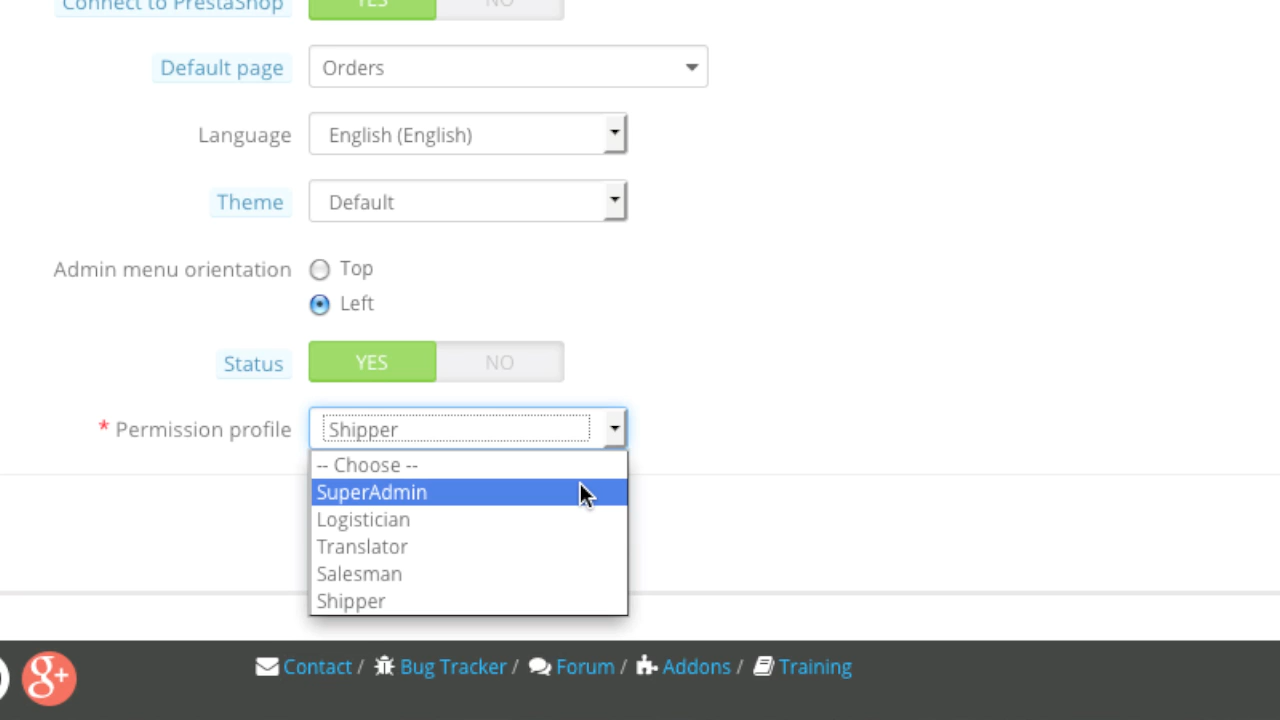 Connect to PrestaShop YES NO
Default page Orders
Language English (English)
Theme Default
Admin menu orientation Top
Left
Status YES NO
* Permission profile Shipper
-- Choose --
SuperAdmin
Logistician
Translator
Salesman
Shipper
g+ Contact / Bug Tracker / Forum / Addons / Training